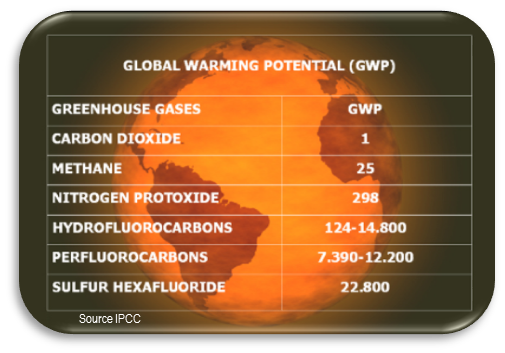 GLOBAL WARMING POTENTIAL (GWP)
GREENHOUSE GASES GWP
CARBON DIOXIDE 1
METHANE 25
NITROGEN PROTOXIDE 298
HYDROFLUOROCARBONS 124-14.800
PERFLUOROCARBONS 7.390-12.200
SULFUR HEXAFLUORIDE 22.800
Source IPCC